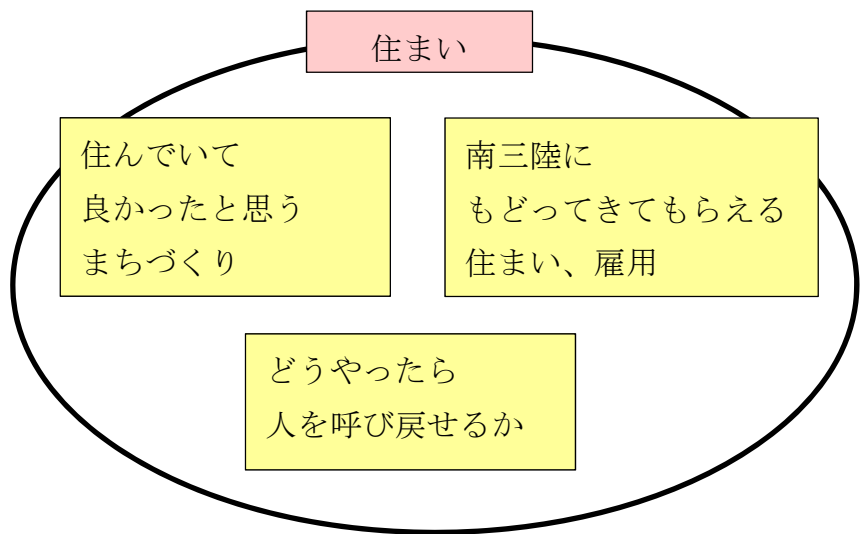 住まい
住んでいて
良かったと思う
まちづくり
南三陸に
もどってきてもらえる
住まい、雇用
どうやったら
人を呼び戻せるか